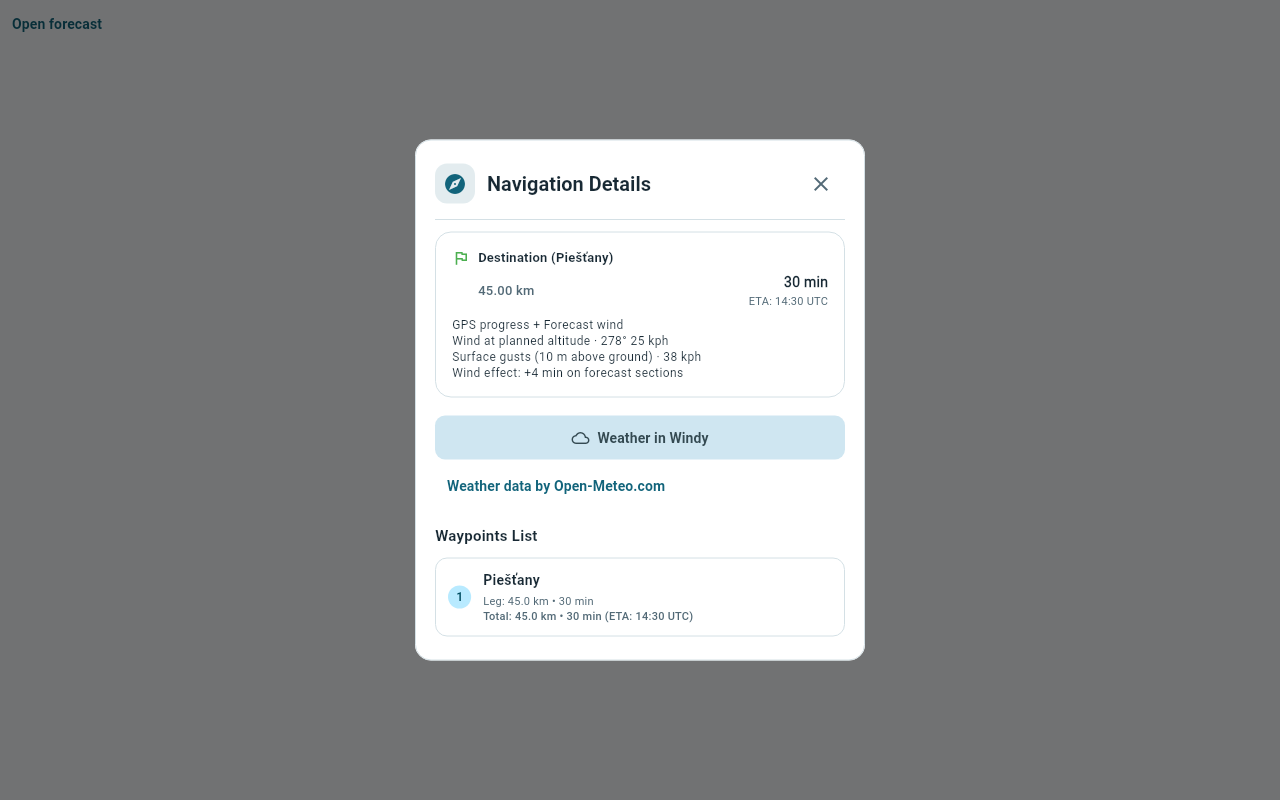 Open forecast
Navigation Details
Destination (Piešťany)
45.00 km
30 min
ETA: 14:30 UTC
GPS progress + Forecast wind
Wind at planned altitude · 278° 25 kph
Surface gusts (10 m above ground) · 38 kph
Wind effect: +4 min on forecast sections
Weather in Windy
Weather data by Open-Meteo.com
Waypoints List
1
Piešťany
Leg: 45.0 km • 30 min
Total: 45.0 km • 30 min (ETA: 14:30 UTC)